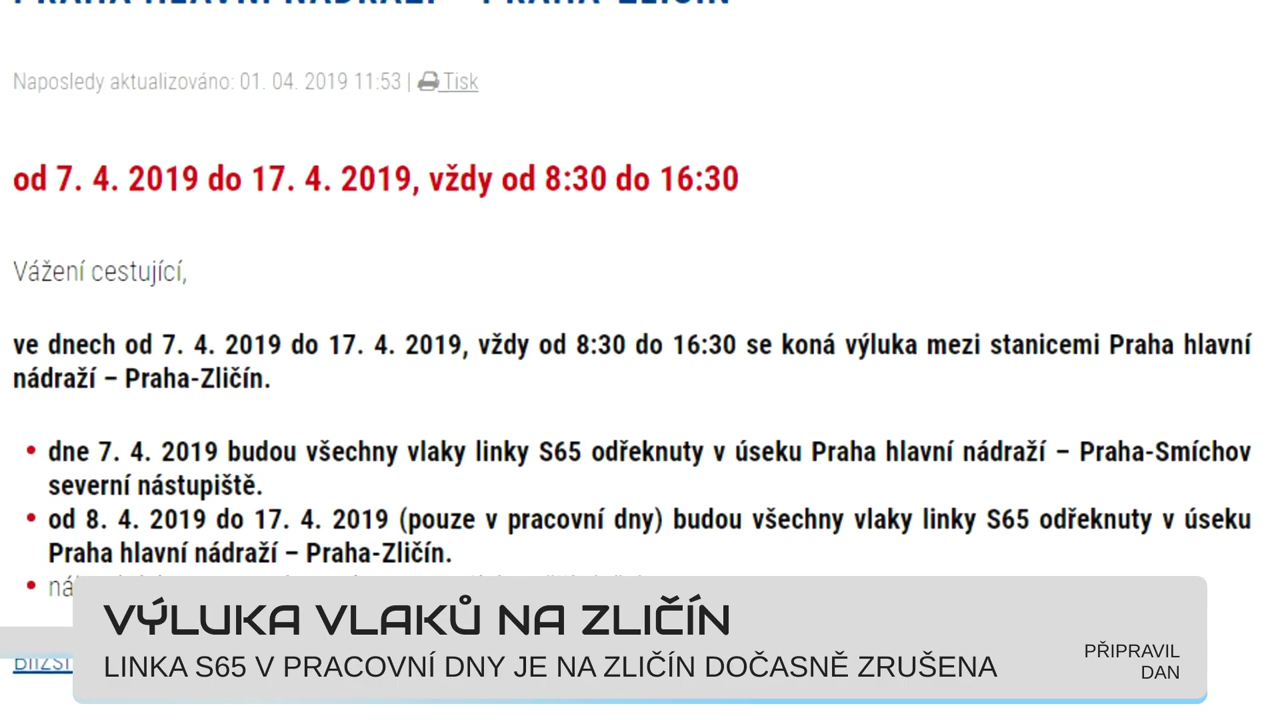 PRAHA HLAVNÍ NÁDRAŽÍ – PRAHA-ZLIČÍN
Naposledy aktualizováno: 01. 04. 2019 11:53 | Tisk
od 7. 4. 2019 do 17. 4. 2019, vždy od 8:30 do 16:30
Vážení cestující,
ve dnech od 7. 4. 2019 do 17. 4. 2019, vždy od 8:30 do 16:30 se koná výluka mezi stanicemi Praha hlavní
nádraží – Praha-Zličín.
• dne 7. 4. 2019 budou všechny vlaky linky S65 odřeknuty v úseku Praha hlavní nádraží – Praha-Smíchov
severní nástupiště.
• od 8. 4. 2019 do 17. 4. 2019 (pouze v pracovní dny) budou všechny vlaky linky S65 odřeknuty v úseku
Praha hlavní nádraží – Praha-Zličín.
VÝLUKA VLAKŮ NA ZLIČÍN
LINKA S65 V PRACOVNÍ DNY JE NA ZLIČÍN DOČASNĚ ZRUŠENA
PŘIPRAVIL
DAN